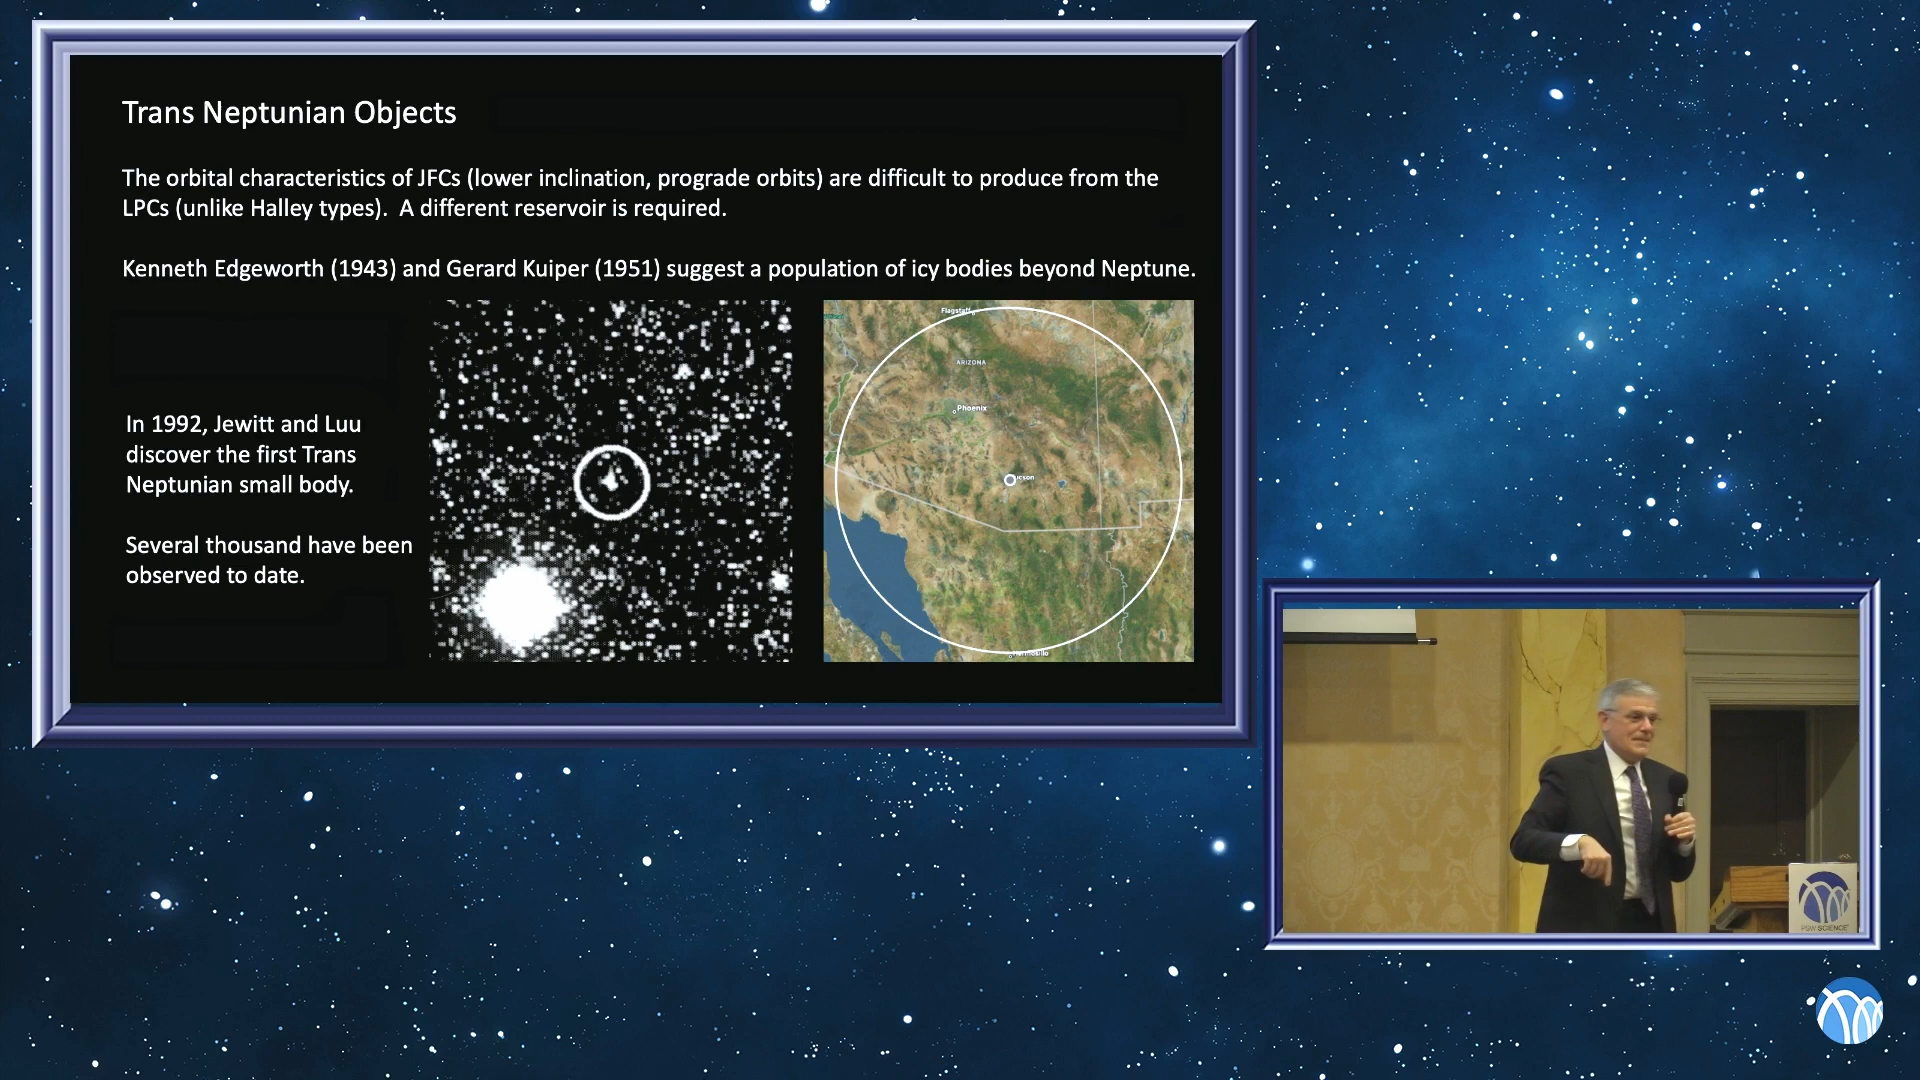 Trans Neptunian Objects
The orbital characteristics of JFCs (lower inclination, prograde orbits) are difficult to produce from the
LPCs (unlike Halley types).  A different reservoir is required.
Kenneth Edgeworth (1943) and Gerard Kuiper (1951) suggest a population of icy bodies beyond Neptune.
In 1992, Jewitt and Luu
discover the first Trans
Neptunian small body.
Several thousand have been
observed to date.
Flagstaff
ARIZONA
Phoenix
PSW SCIENCE